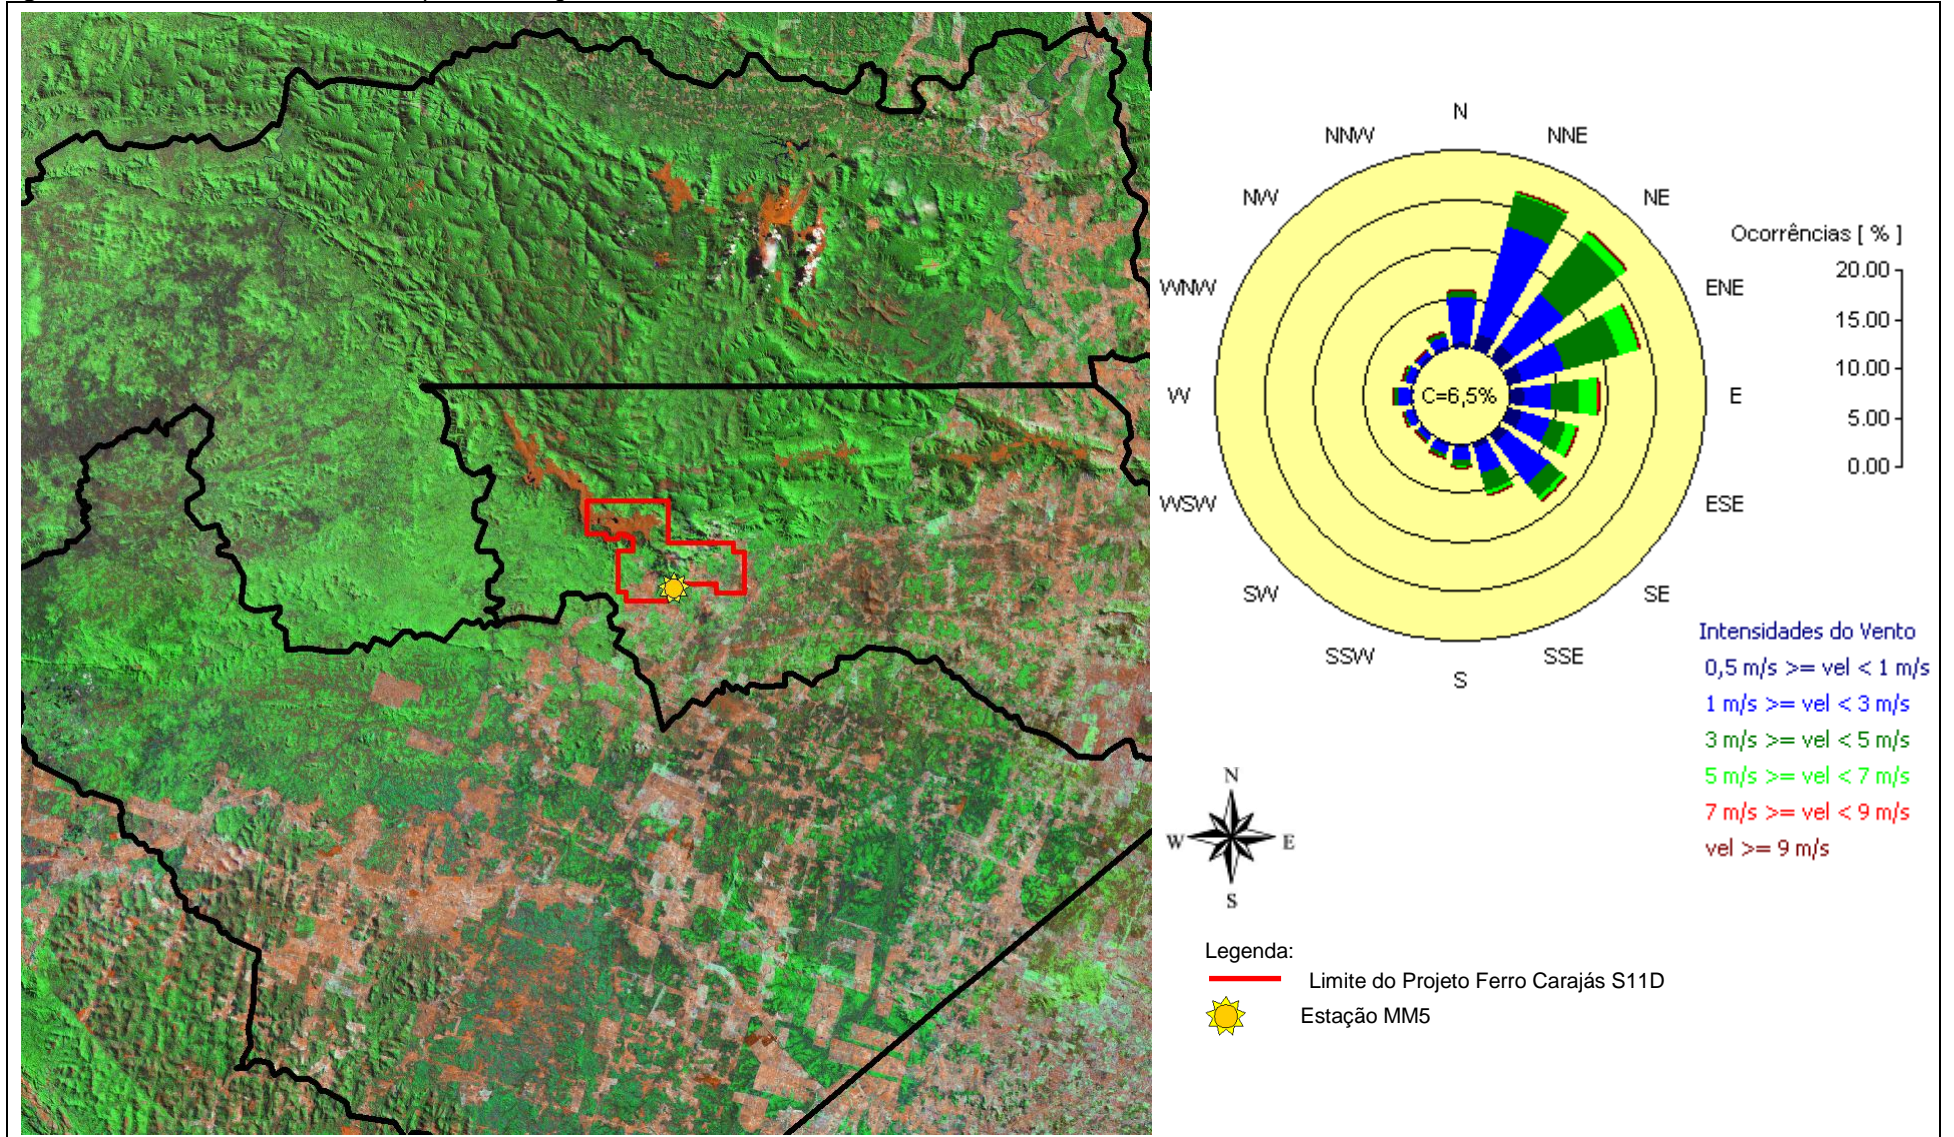 N
NNW
NNE
NW
NE
WNW
ENE
W
C=6,5%
E
WSW
ESE
SW
SE
SSW
SSE
S
Ocorrências [ % ]
20.00
15.00
10.00
5.00
0.00
Intensidades do Vento
0,5 m/s >= vel < 1 m/s
1 m/s >= vel < 3 m/s
3 m/s >= vel < 5 m/s
5 m/s >= vel < 7 m/s
7 m/s >= vel < 9 m/s
vel >= 9 m/s
N
W
E
S
Legenda:
Limite do Projeto Ferro Carajás S11D
Estação MM5